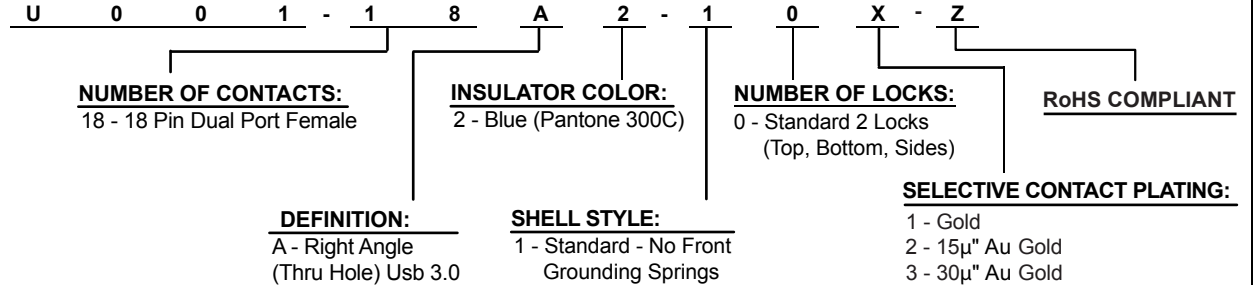 U 0 0 1 - 1 8 A 2 - 1 0 X - Z
NUMBER OF CONTACTS:
18 - 18 Pin Dual Port Female
INSULATOR COLOR:
2 - Blue (Pantone 300C)
NUMBER OF LOCKS:
0 - Standard 2 Locks
(Top, Bottom, Sides)
RoHS COMPLIANT
DEFINITION:
A - Right Angle
(Thru Hole) Usb 3.0
SHELL STYLE:
1 - Standard - No Front
Grounding Springs
SELECTIVE CONTACT PLATING:
1 - Gold
2 - 15µ" Au Gold
3 - 30µ" Au Gold